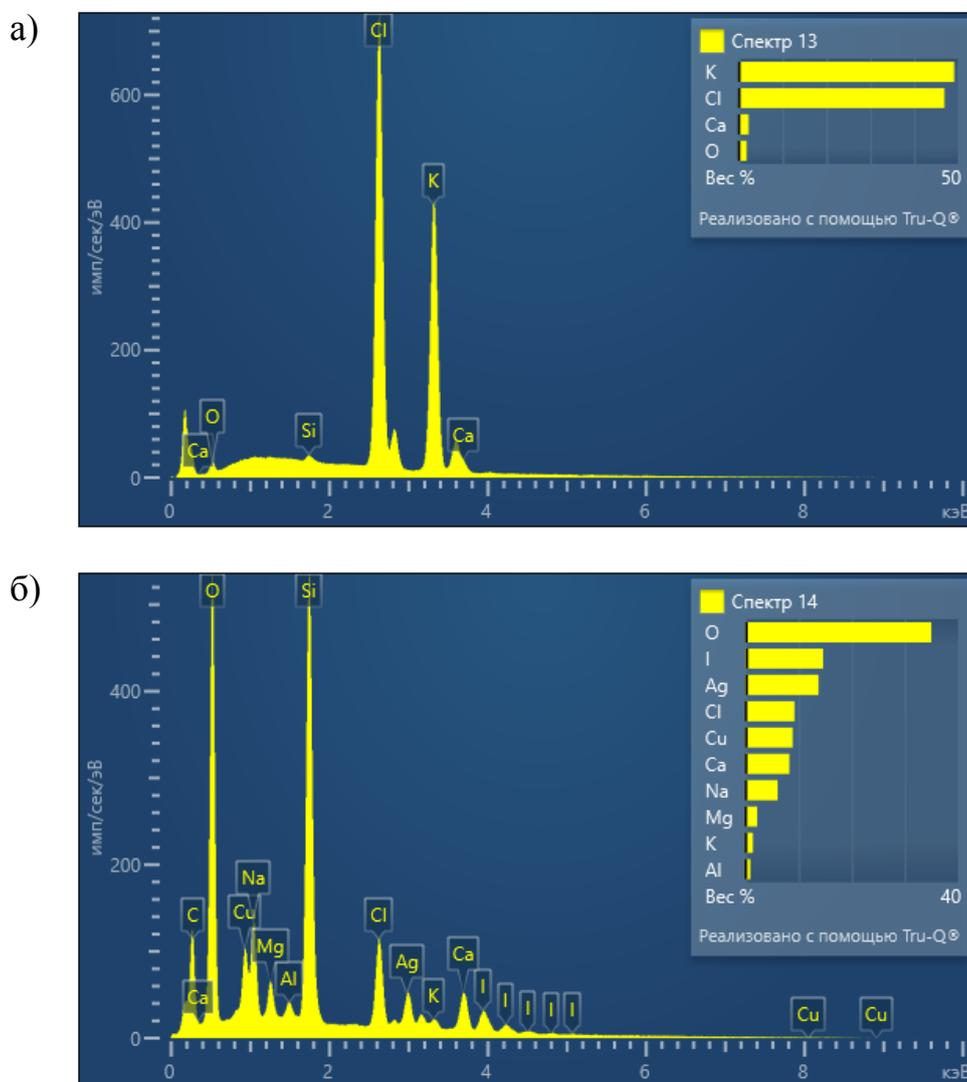 а)
Cl
Спектр 13
K
Cl
Ca
O
Вес % 50
Реализовано с помощью Tru-Q®
600
400
200
0
имп/сек/эВ
K
O
Ca
Si
Ca
0 2 4 6 8 кэВ
б)
O
Si
Спектр 14
O
I
Ag
Cl
Cu
Ca
Na
Mg
K
Al
Вес % 40
Реализовано с помощью Tru-Q®
400
200
0
имп/сек/эВ
Na
C
Cu
Cl
Mg
Ag
Ca
Al
I
Ca
K
I
I
I
I
Cu
Cu
0 2 4 6 8 кэВ